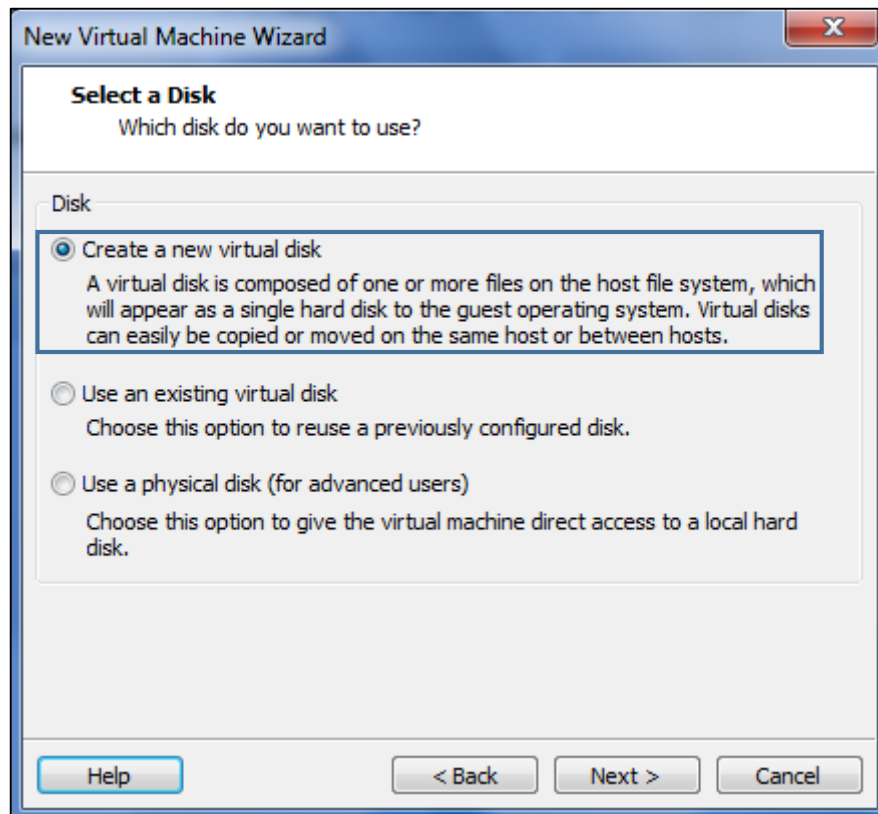 New Virtual Machine Wizard
X
Select a Disk
Which disk do you want to use?
Disk
Create a new virtual disk
A virtual disk is composed of one or more files on the host file system, which
will appear as a single hard disk to the guest operating system. Virtual disks
can easily be copied or moved on the same host or between hosts.
Use an existing virtual disk
Choose this option to reuse a previously configured disk.
Use a physical disk (for advanced users)
Choose this option to give the virtual machine direct access to a local hard
disk.
Help
< Back
Next >
Cancel